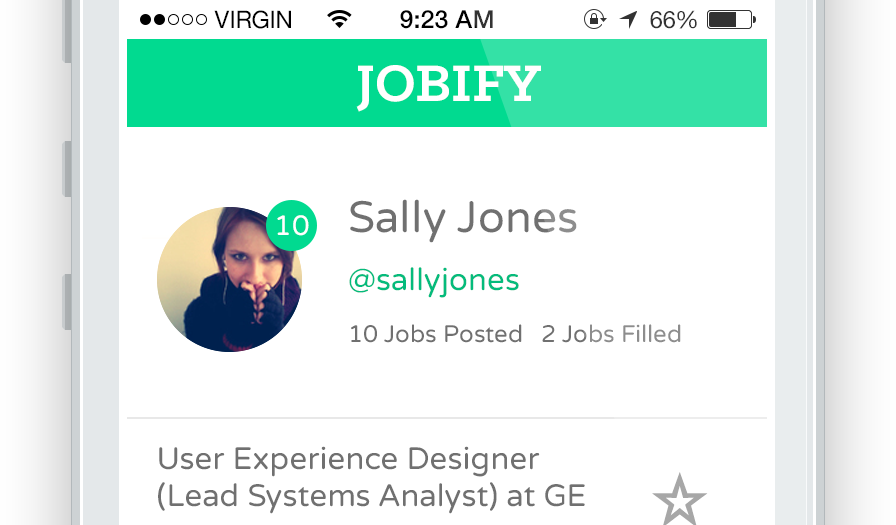 VIRGIN 9:23 AM 66%
JOBIFY
10
Sally Jones
@sallyjones
10 Jobs Posted 2 Jobs Filled
User Experience Designer
(Lead Systems Analyst) at GE